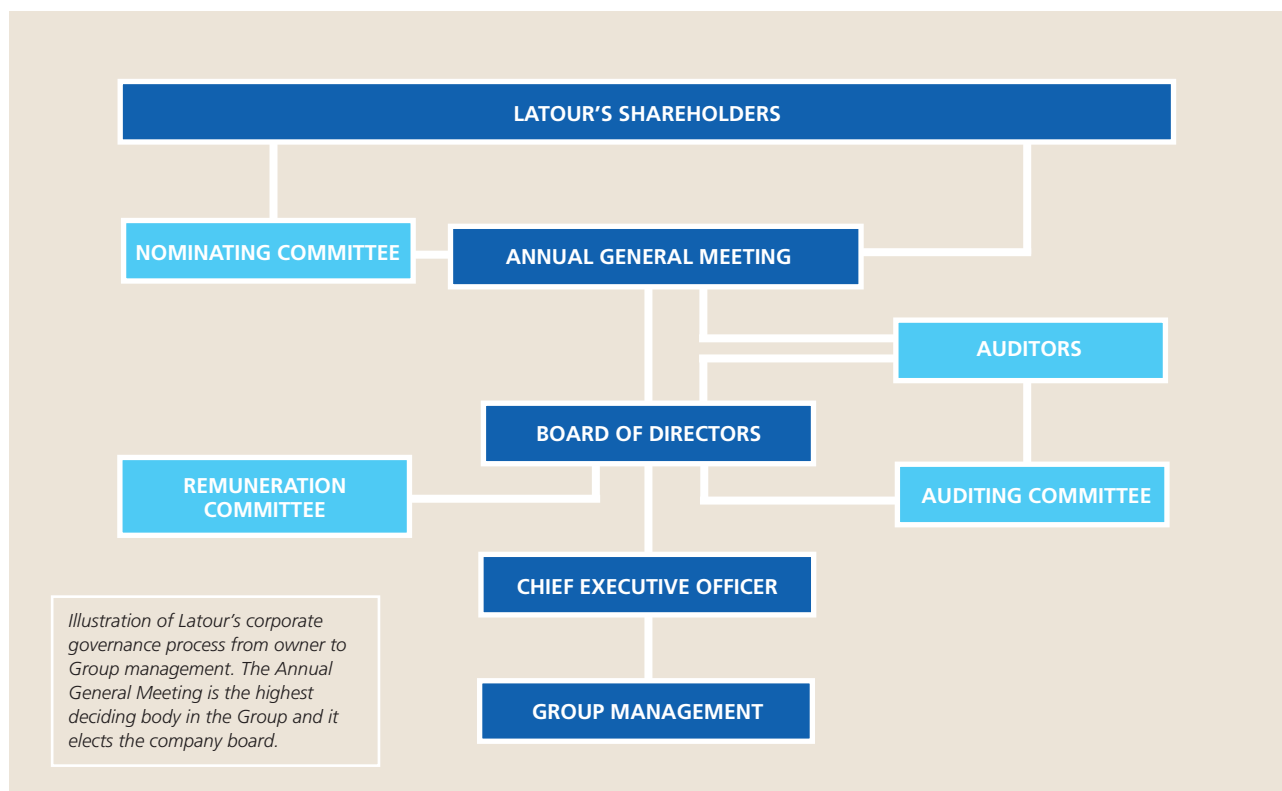 LATOUR’S SHAREHOLDERS
NOMINATING COMMITTEE
ANNUAL GENERAL MEETING
AUDITORS
BOARD OF DIRECTORS
REMUNERATION
COMMITTEE
AUDITING COMMITTEE
CHIEF EXECUTIVE OFFICER
GROUP MANAGEMENT
Illustration of Latour’s corporate
governance process from owner to
Group management. The Annual
General Meeting is the highest
deciding body in the Group and it
elects the company board.